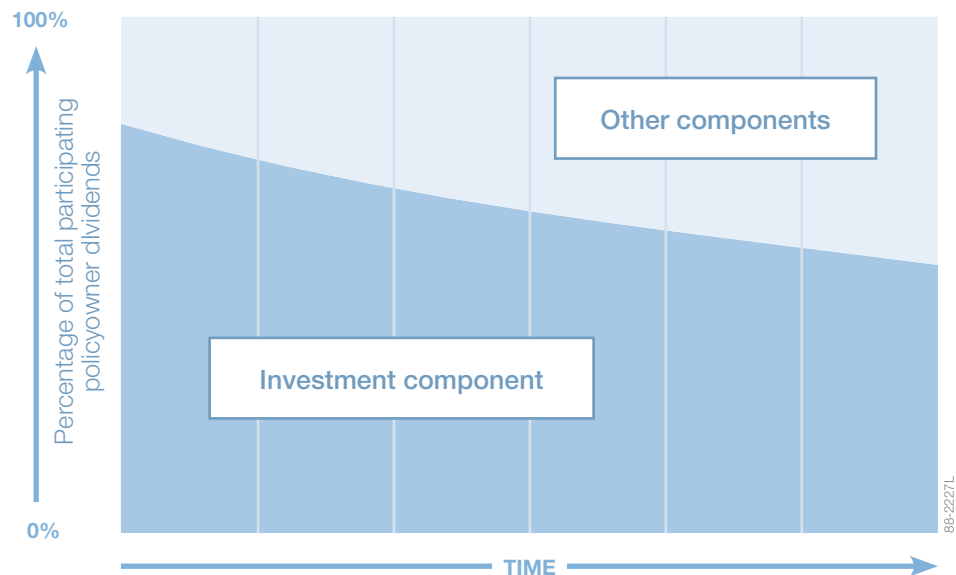 100%
Percentage of total participating
policyowner dividends
Other components
Investment component
0%
TIME
88-2227L